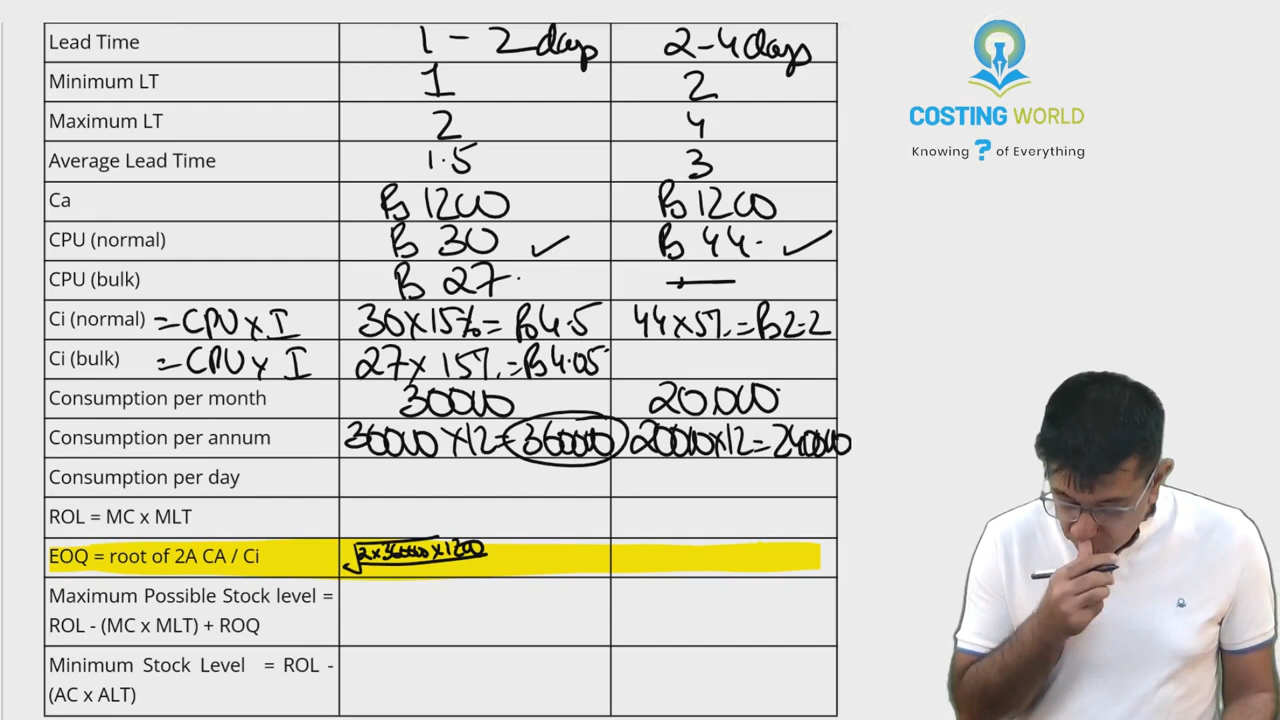 Lead Time 1 - 2 days 2-4 days
Minimum LT 1 2
Maximum LT 2 4
Average Lead Time 1.5 3
Ca Rs 1200 Rs 1200
CPU (normal) Rs 30 ✓ Rs 44. ✓
CPU (bulk) Rs 27. —
Ci (normal) = CPU x I 30 x 15% = Rs 4.5 44 x 5% = Rs 2.2
Ci (bulk) = CPU x I 27 x 15% = Rs 4.05
Consumption per month 30000 20000
Consumption per annum 30000 x 12 = 360000 20000 x 12 = 240000
Consumption per day
ROL = MC x MLT
EOQ = root of 2A CA / Ci √2 x 360000 x 1200
Maximum Possible Stock level =
ROL - (MC x MLT) + ROQ
Minimum Stock Level = ROL -
(AC x ALT)
COSTING WORLD
Knowing ? of Everything